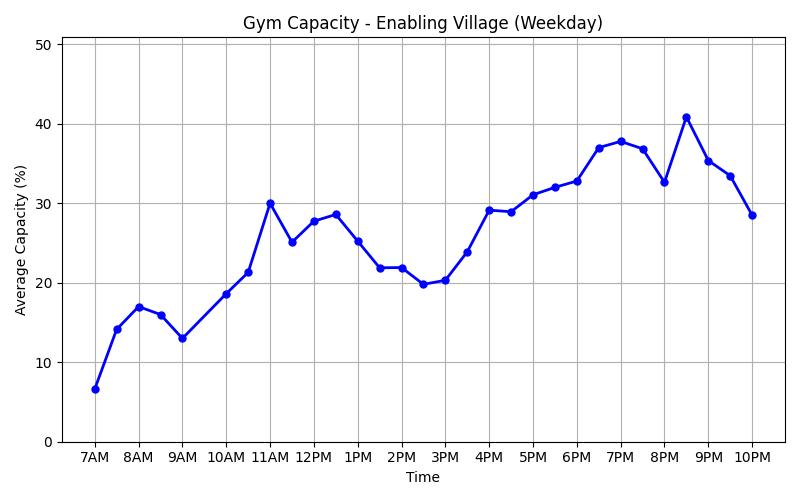 Gym Capacity - Enabling Village (Weekday)
50
40
30
20
10
0
Average Capacity (%)
7AM 8AM 9AM 10AM 11AM 12PM 1PM 2PM 3PM 4PM 5PM 6PM 7PM 8PM 9PM 10PM
Time